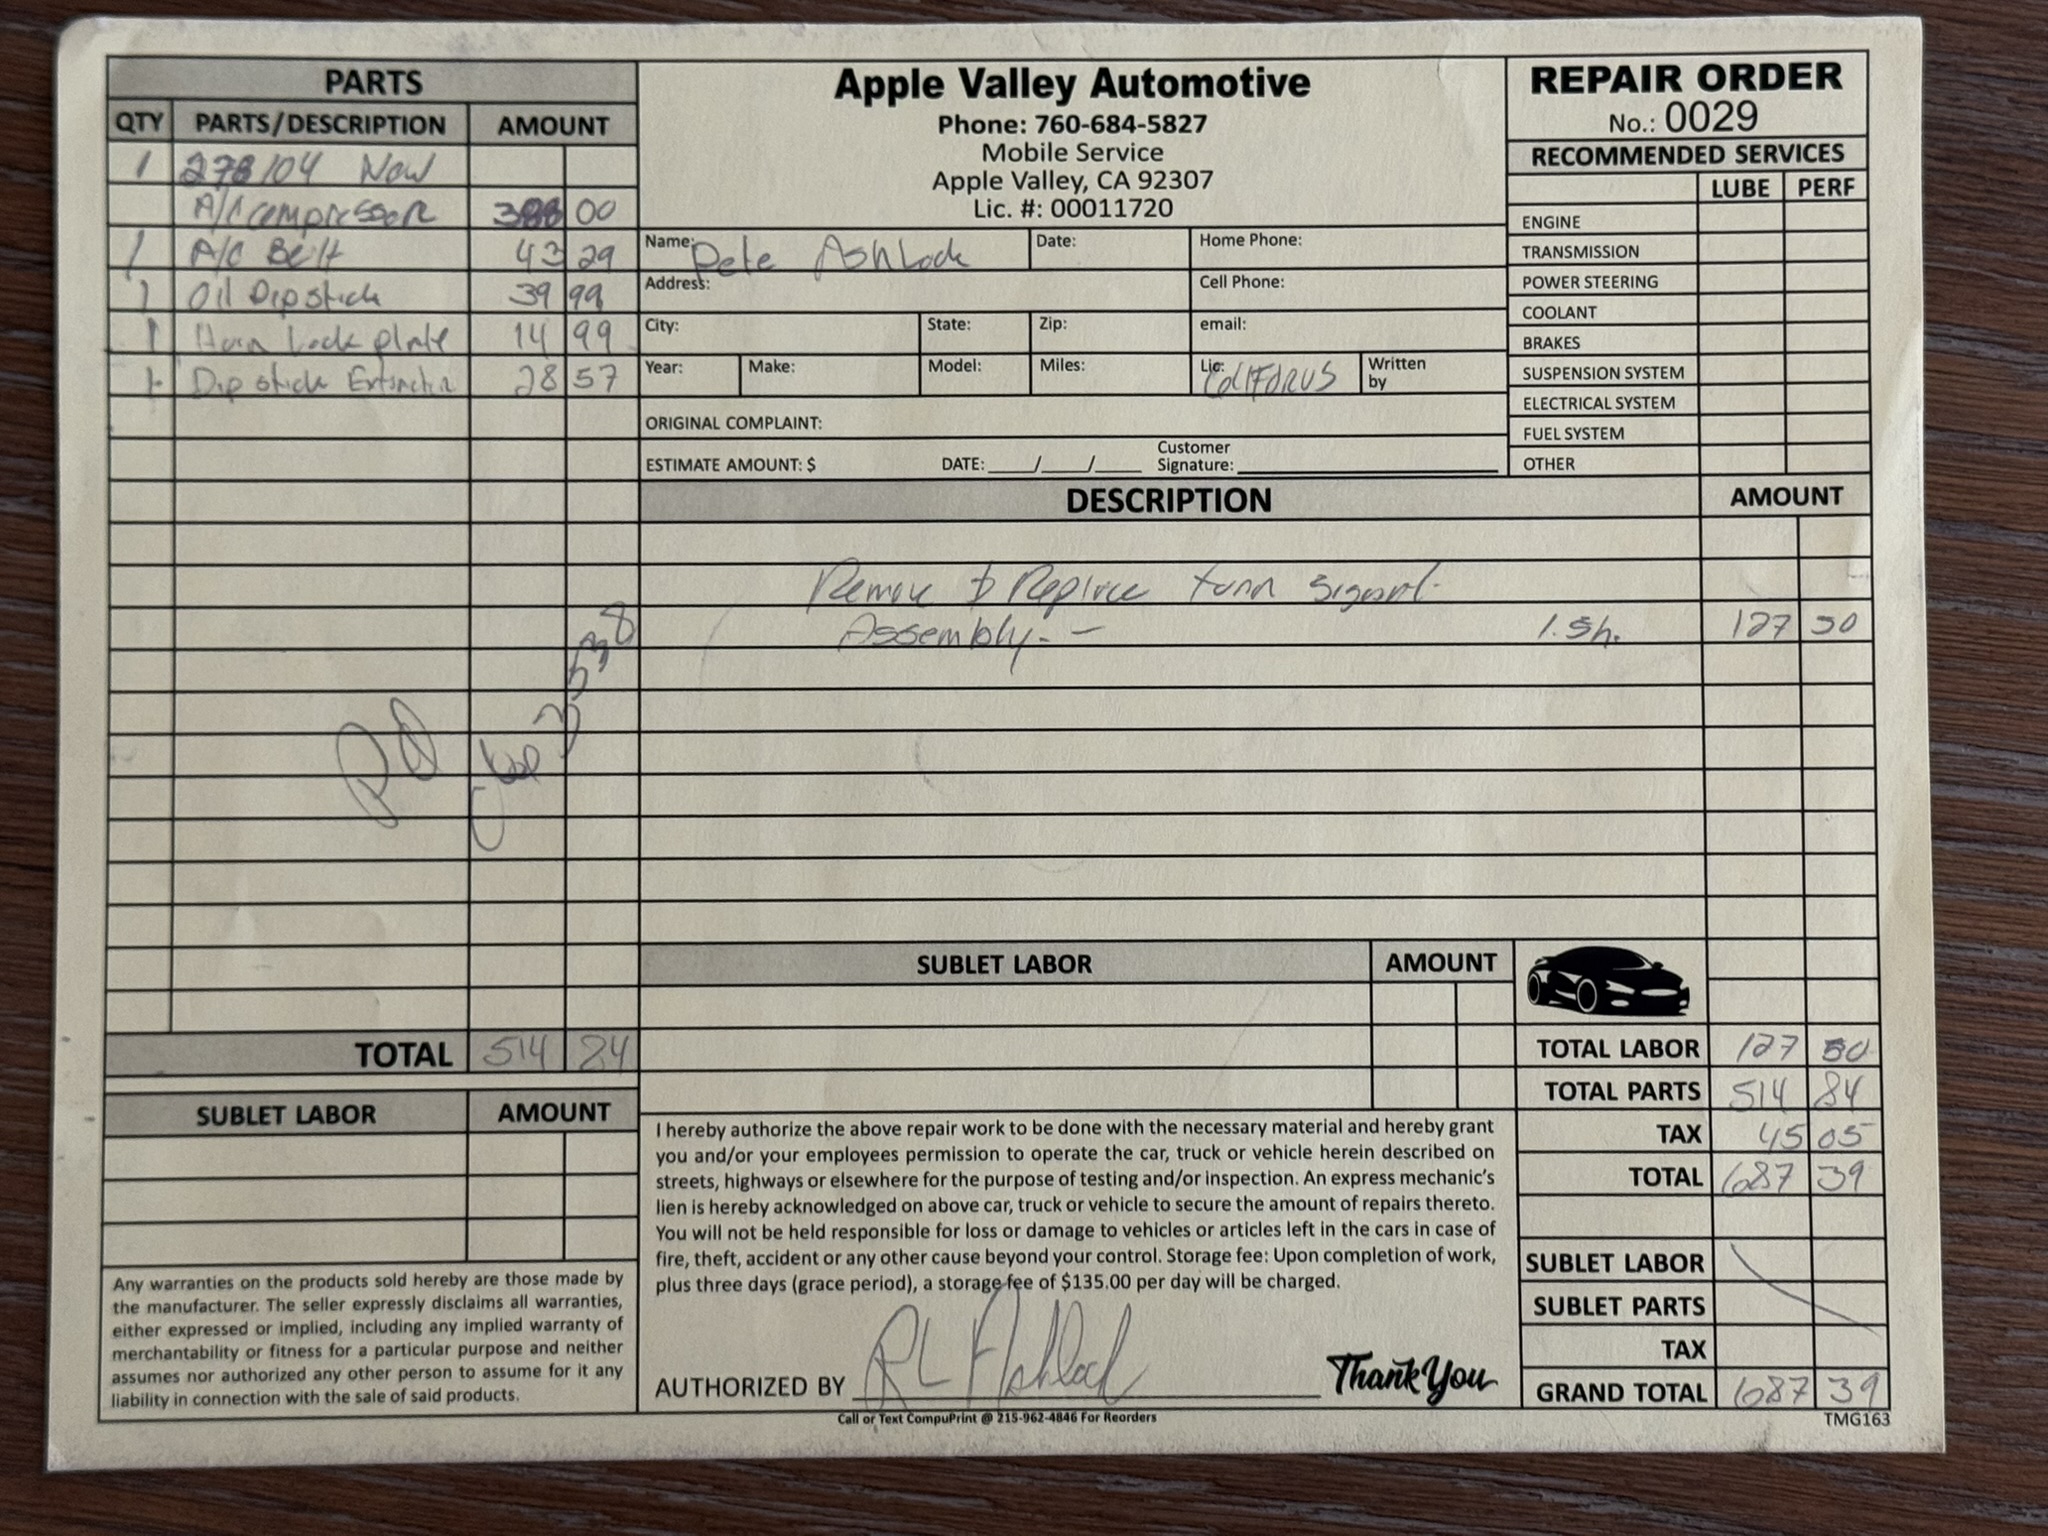 PARTS
QTY PARTS/DESCRIPTION AMOUNT
1 278104 New
A/C compressor 388 00
1 A/C Belt 43 29
1 Oil Dipstick 39 99
1 Horn Lock plate 14 99
1 Dipstick Extractor 28 57
Pd
3538
TOTAL 514 84
SUBLET LABOR AMOUNT
Any warranties on the products sold hereby are those made by
the manufacturer. The seller expressly disclaims all warranties,
either expressed or implied, including any implied warranty of
merchantability or fitness for a particular purpose and neither
assumes nor authorized any other person to assume for it any
liability in connection with the sale of said products.
Apple Valley Automotive
Phone: 760-684-5827
Mobile Service
Apple Valley, CA 92307
Lic. #: 00011720
Name: Pete Ashlock Date: Home Phone:
Address: Cell Phone:
City: State: Zip: email:
Year: Make: Model: Miles: Lic: Written
by
ORIGINAL COMPLAINT:
ESTIMATE AMOUNT: $ DATE: ___/___/___ Customer
Signature:
REPAIR ORDER
No.: 0029
RECOMMENDED SERVICES
LUBE PERF
ENGINE
TRANSMISSION
POWER STEERING
COOLANT
BRAKES
SUSPENSION SYSTEM
ELECTRICAL SYSTEM
FUEL SYSTEM
OTHER
DESCRIPTION AMOUNT
Remove & Replace turn signal
Assembly - - 1.5h. 127 50
SUBLET LABOR AMOUNT
TOTAL LABOR 127 50
TOTAL PARTS 514 84
TAX 45 05
TOTAL 687 39
SUBLET LABOR
SUBLET PARTS
TAX
GRAND TOTAL 687 39
TMG163
I hereby authorize the above repair work to be done with the necessary material and hereby grant
you and/or your employees permission to operate the car, truck or vehicle herein described on
streets, highways or elsewhere for the purpose of testing and/or inspection. An express mechanic's
lien is hereby acknowledged on above car, truck or vehicle to secure the amount of repairs thereto.
You will not be held responsible for loss or damage to vehicles or articles left in the cars in case of
fire, theft, accident or any other cause beyond your control. Storage fee: Upon completion of work,
plus three days (grace period), a storage fee of $135.00 per day will be charged.
AUTHORIZED BY RL Ashlock Thank You
Call or Text CompuPrint @ 215-962-4846 For Reorders